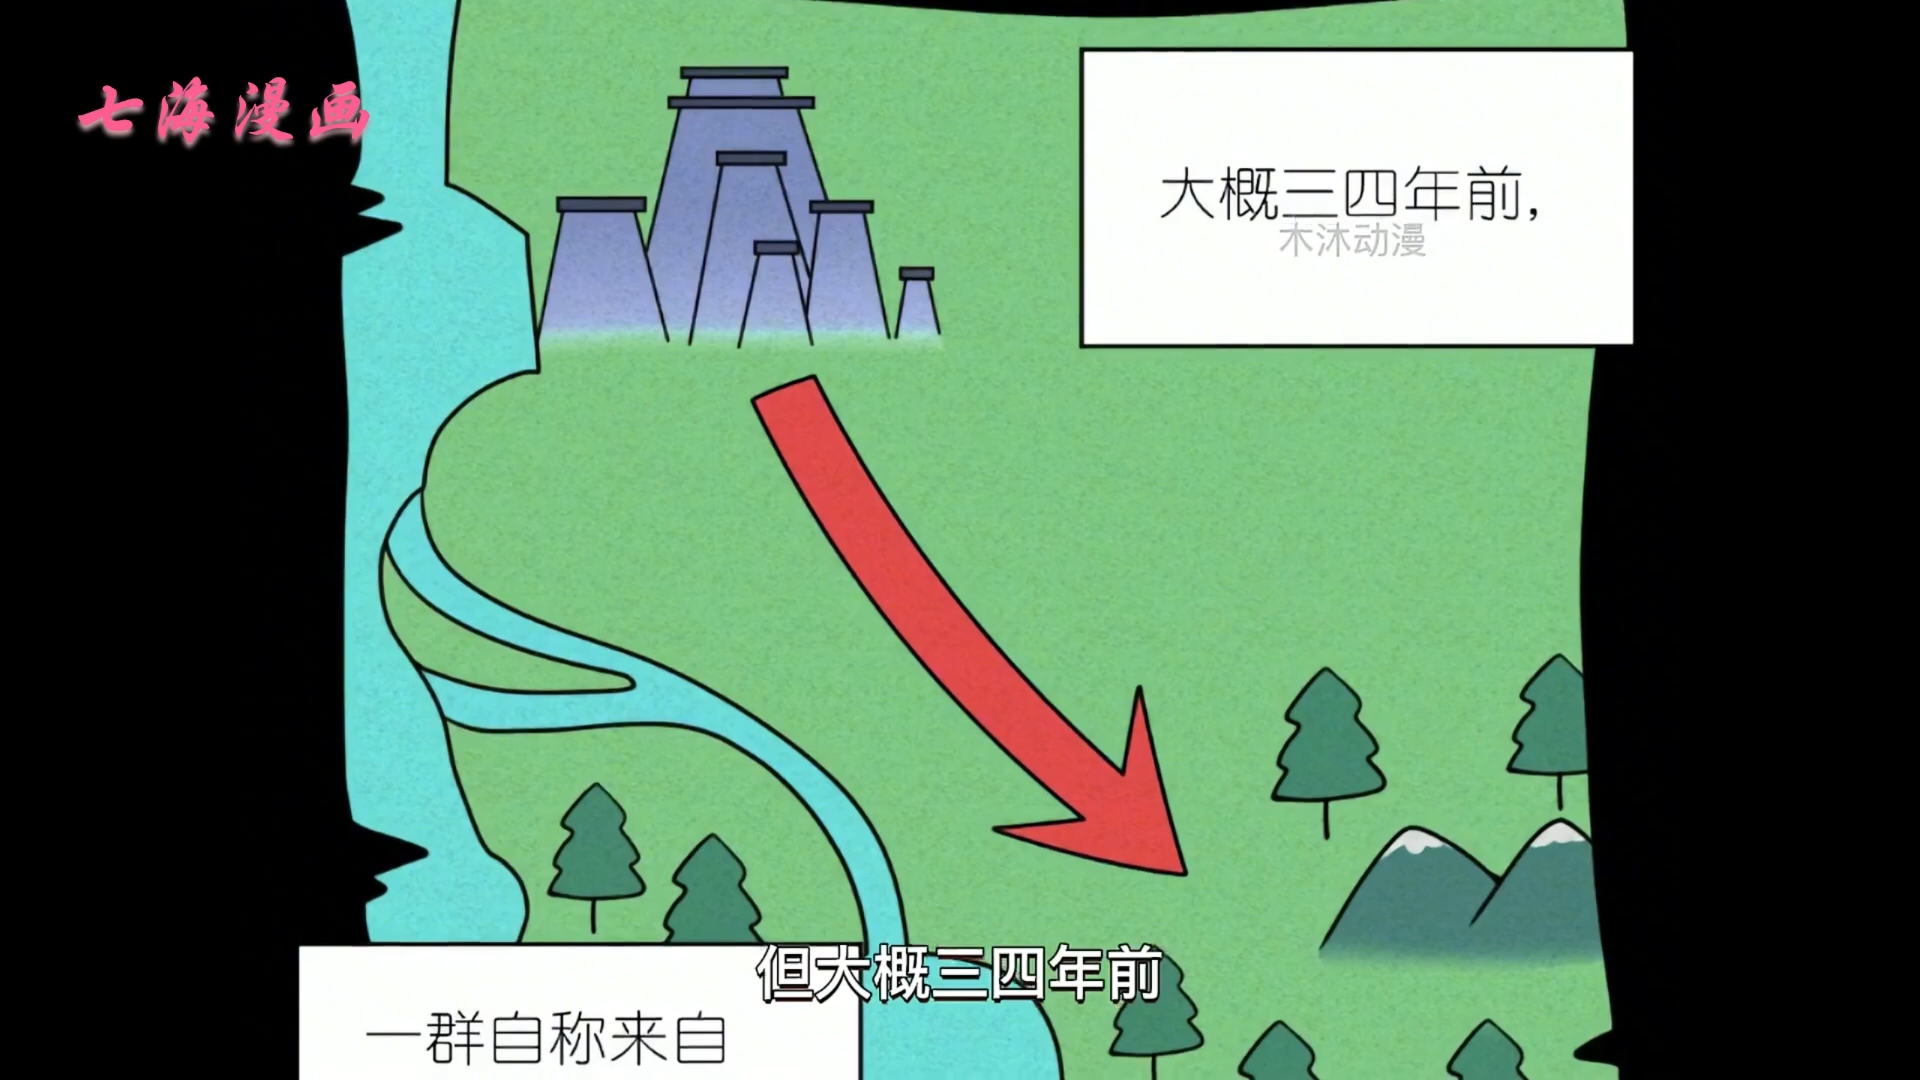 七海漫画
大概三四年前，
木沐动漫
但大概三四年前
一群自称来自